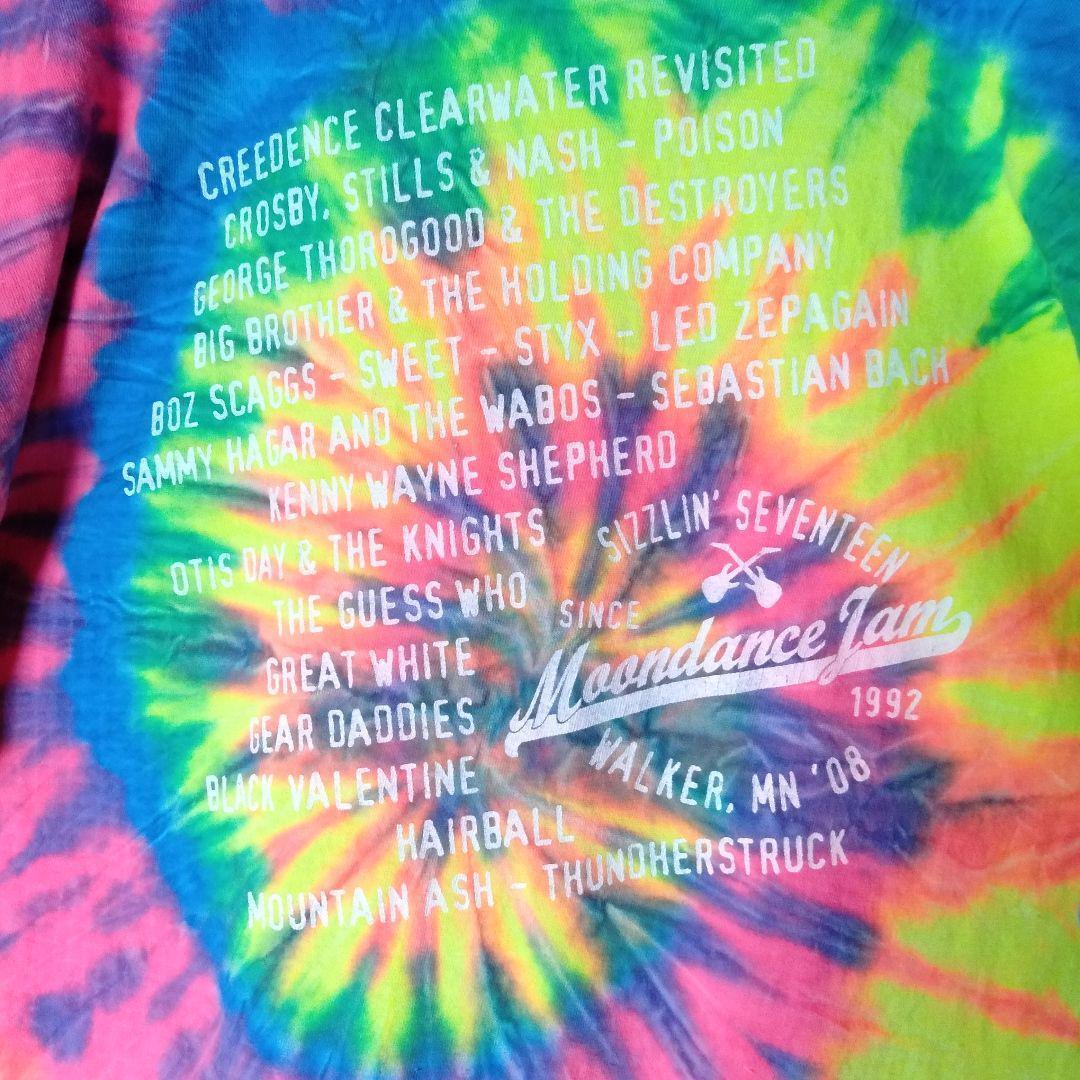 CREEDENCE CLEARWATER REVISITED
CROSBY, STILLS & NASH - POISON
GEORGE THOROGOOD & THE DESTROYERS
BIG BROTHER & THE HOLDING COMPANY
BOZ SCAGGS - SWEET - STYX - LED ZEPAGAIN
SAMMY HAGAR AND THE WABOS - SEBASTIAN BACH
KENNY WAYNE SHEPHERD
OTIS DAY & THE KNIGHTS
THE GUESS WHO
GREAT WHITE
GEAR DADDIES
BLACK VALENTINE
HAIRBALL
MOUNTAIN ASH - THUNDHERSTRUCK
SIZZLIN' SEVENTEEN
SINCE
Moondance Jam
1992
WALKER, MN '08